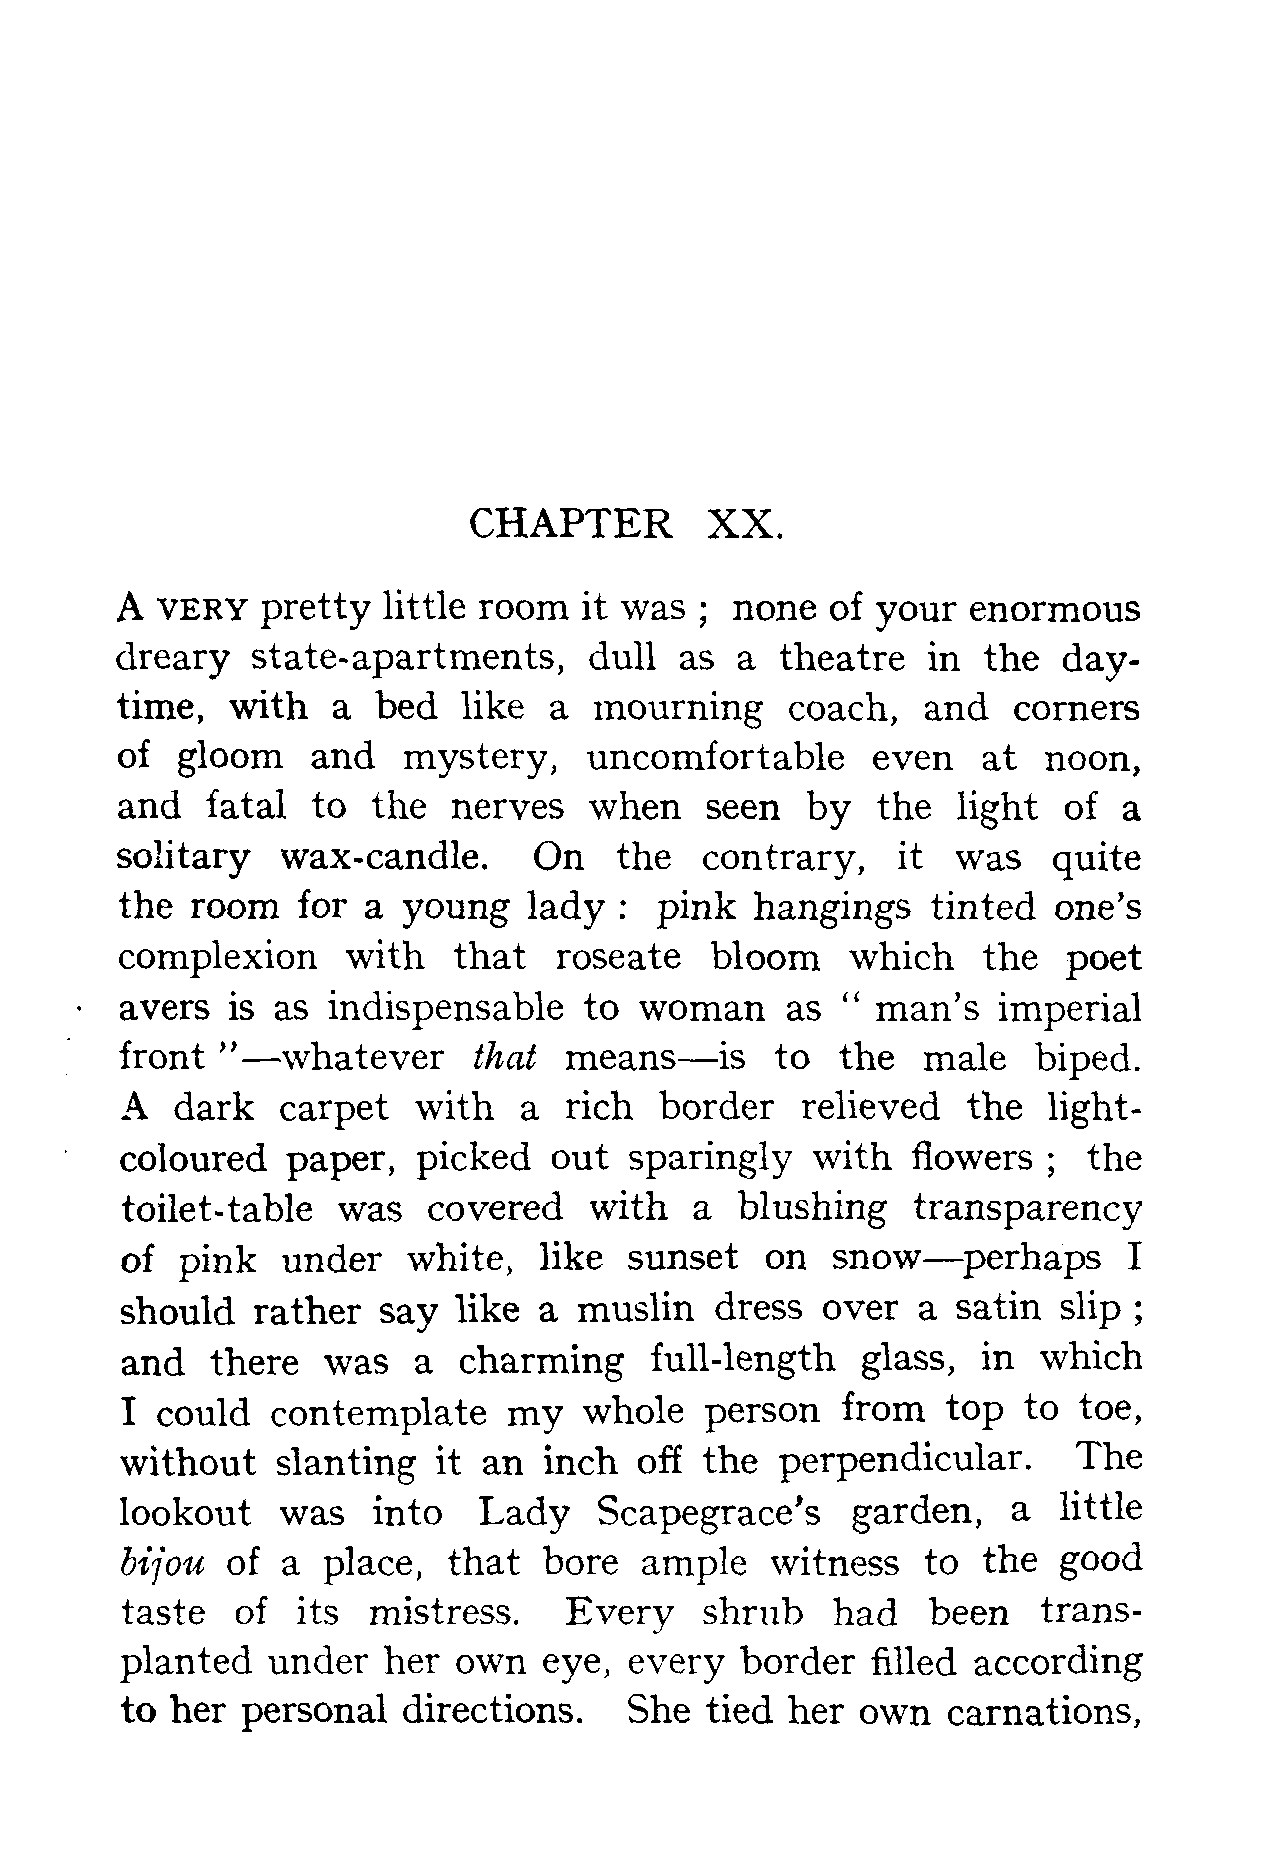 CHAPTER XX.
A VERY pretty little room it was ; none of your enormous
dreary state-apartments, dull as a theatre in the day-
time, with a bed like a mourning coach, and corners
of gloom and mystery, uncomfortable even at noon,
and fatal to the nerves when seen by the light of a
solitary wax-candle. On the contrary, it was quite
the room for a young lady : pink hangings tinted one's
complexion with that roseate bloom which the poet
avers is as indispensable to woman as " man's imperial
front "—whatever that means—is to the male biped.
A dark carpet with a rich border relieved the light-
coloured paper, picked out sparingly with flowers ; the
toilet-table was covered with a blushing transparency
of pink under white, like sunset on snow—perhaps I
should rather say like a muslin dress over a satin slip ;
and there was a charming full-length glass, in which
I could contemplate my whole person from top to toe,
without slanting it an inch off the perpendicular. The
lookout was into Lady Scapegrace's garden, a little
bijou of a place, that bore ample witness to the good
taste of its mistress. Every shrub had been trans-
planted under her own eye, every border filled according
to her personal directions. She tied her own carnations,